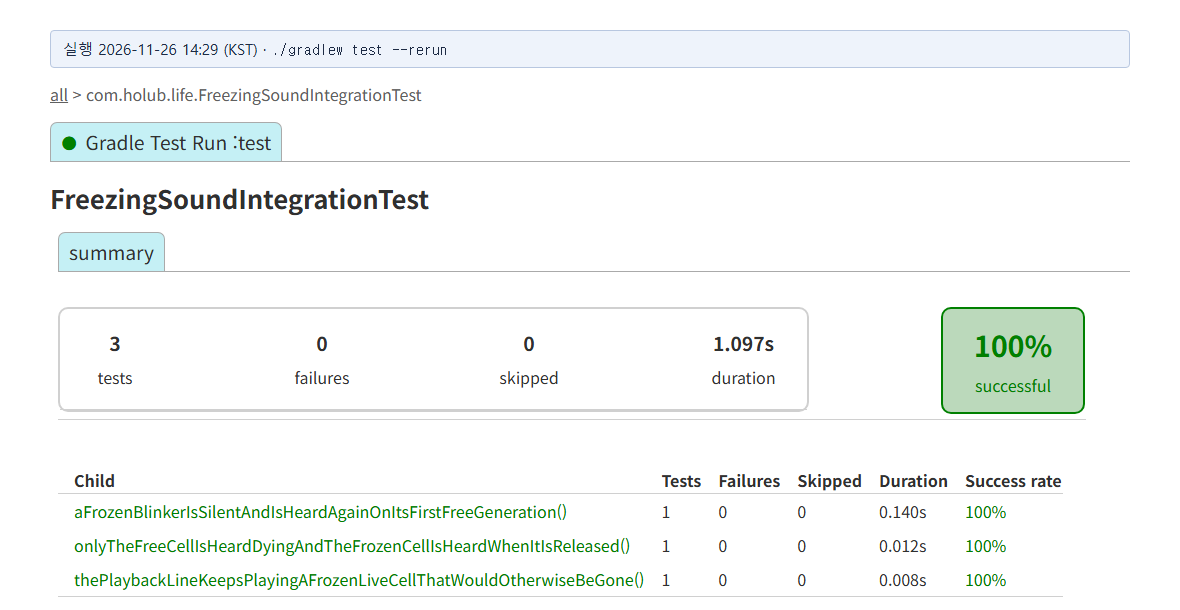 실행 2026-11-26 14:29 (KST) · ./gradlew test --rerun
all > com.holub.life.FreezingSoundIntegrationTest
Gradle Test Run :test
FreezingSoundIntegrationTest
summary
3 0 0 1.097s 100%
tests failures skipped duration successful
Child Tests Failures Skipped Duration Success rate
aFrozenBlinkerIsSilentAndIsHeardAgainOnItsFirstFreeGeneration() 1 0 0 0.140s 100%
onlyTheFreeCellIsHeardDyingAndTheFrozenCellIsHeardWhenItIsReleased() 1 0 0 0.012s 100%
thePlaybackLineKeepsPlayingAFrozenLiveCellThatWouldOtherwiseBeGone() 1 0 0 0.008s 100%